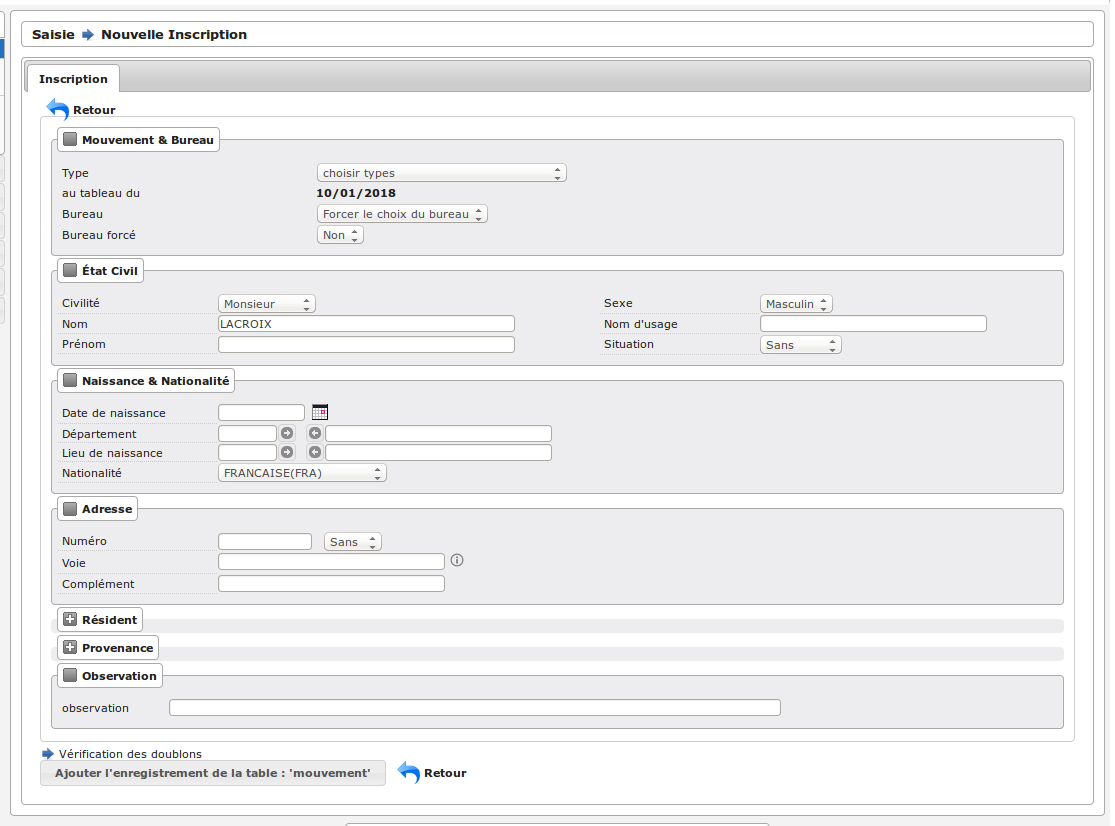 Saisie Nouvelle Inscription
Inscription
Retour
Mouvement & Bureau
Type choisir types
au tableau du 10/01/2018
Bureau Forcer le choix du bureau
Bureau forcé Non
État Civil
Civilité Monsieur Sexe Masculin
Nom LACROIX Nom d'usage
Prénom Situation Sans
Naissance & Nationalité
Date de naissance
Département
Lieu de naissance
Nationalité FRANCAISE(FRA)
Adresse
Numéro Sans
Voie
Complément
Résident
Provenance
Observation
observation
Vérification des doublons
Ajouter l'enregistrement de la table : 'mouvement' Retour